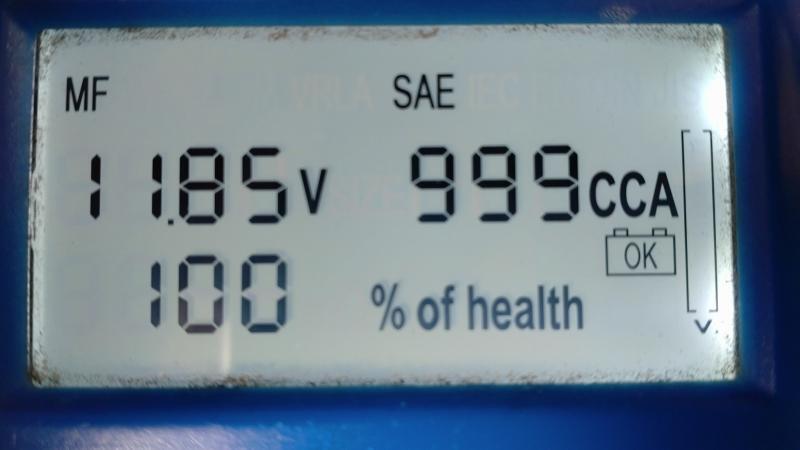 MF SAE
11.85 V 999 CCA
OK
100 % of health